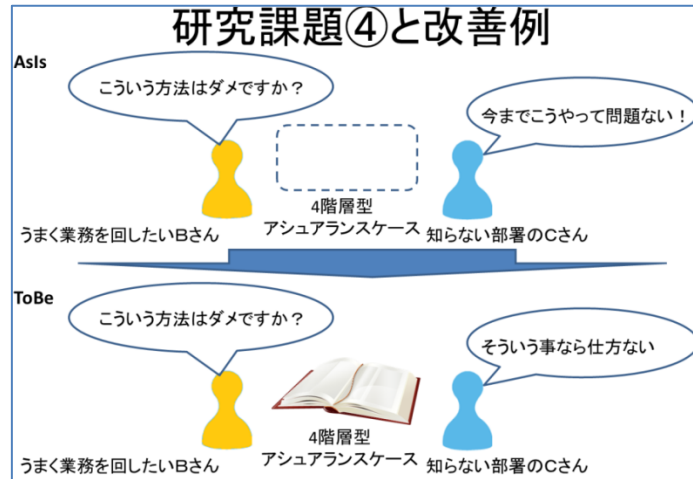 研究課題④と改善例
AsIs
こういう方法はダメですか？
今までこうやって問題ない！
4階層型
アシュアランスケース
うまく業務を回したいBさん
知らない部署のCさん
ToBe
こういう方法はダメですか？
そういう事なら仕方ない
4階層型
アシュアランスケース
うまく業務を回したいBさん
知らない部署のCさん